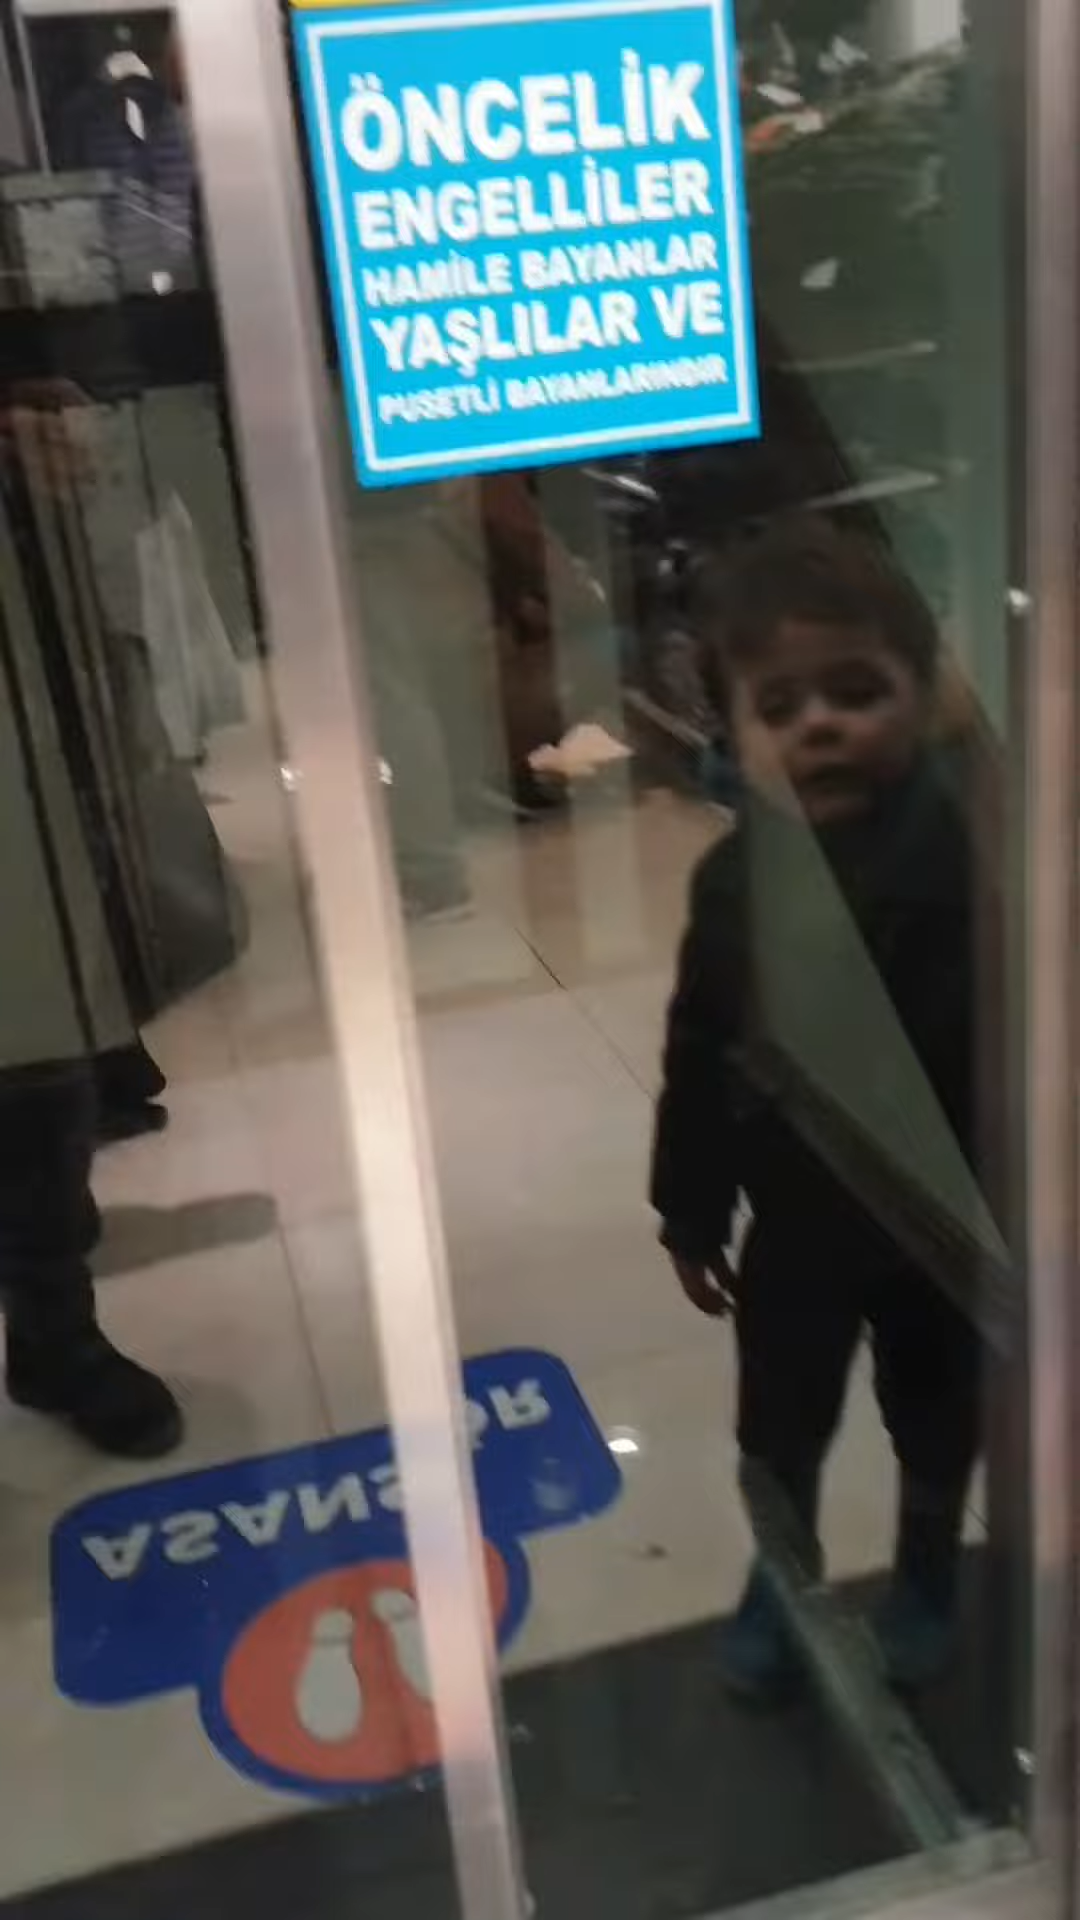 ÖNCELİK
ENGELLİLER
HAMİLE BAYANLAR
YAŞLILAR VE
PUSETLİ BAYANLARINDIR
ASANSÖR